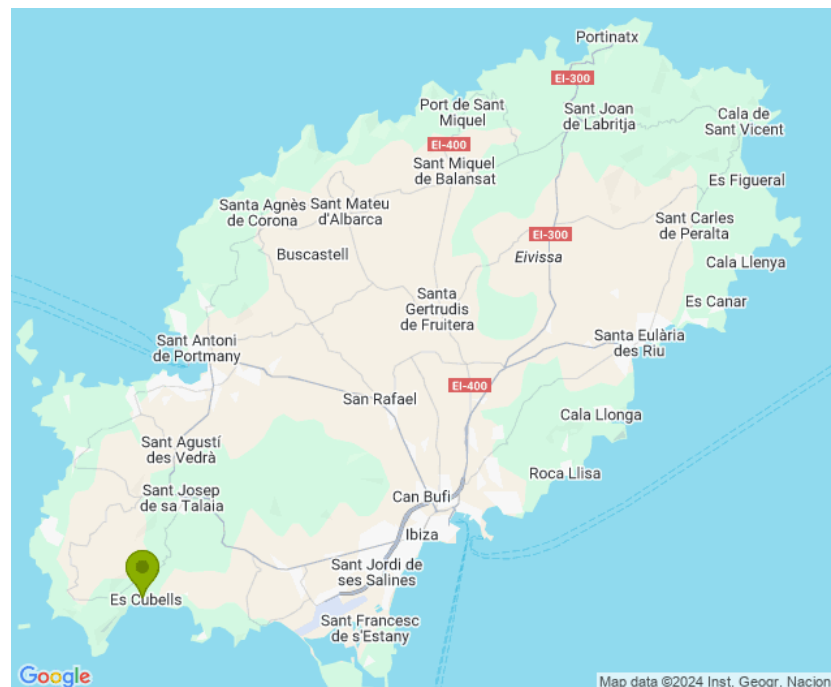 Portinatx
EI-300
Port de Sant
Miquel
Sant Joan
de Labritja
Cala de
Sant Vicent
EI-400
Sant Miquel
de Balansat
Es Figueral
Santa Agnès
de Corona
Sant Mateu
d'Albarca
Sant Carles
de Peralta
EI-300
Buscastell
Eivissa
Cala Llenya
Santa
Gertrudis
de Fruitera
Es Canar
Sant Antoni
de Portmany
Santa Eulària
des Riu
EI-400
San Rafael
Cala Llonga
Sant Agustí
des Vedrà
Roca Llisa
Sant Josep
de sa Talaia
Can Bufi
Ibiza
Sant Jordi de
ses Salines
Es Cubells
Sant Francesc
de s'Estany
Google
Map data ©2024 Inst. Geogr. Nacion